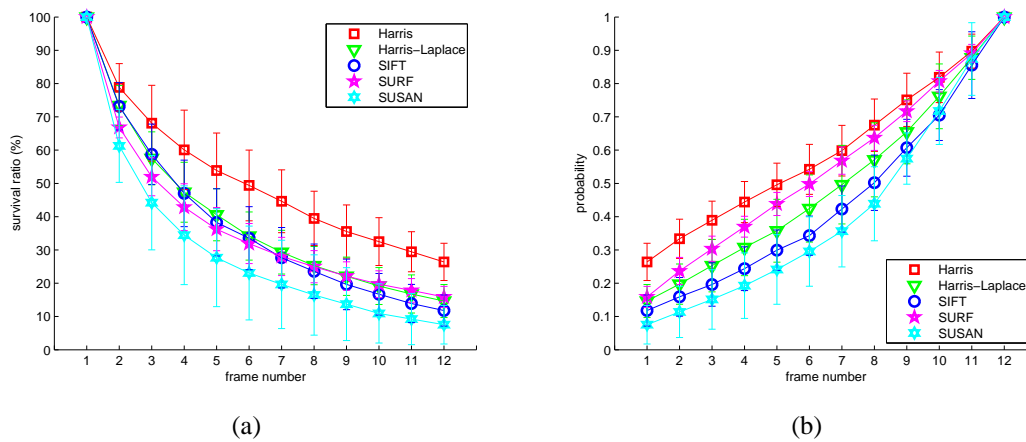 100
90
80
70
60
50
40
30
20
10
0
survival ratio (%)
1 2 3 4 5 6 7 8 9 10 11 12
frame number
Harris
Harris−Laplace
SIFT
SURF
SUSAN
(a)
1
0.9
0.8
0.7
0.6
0.5
0.4
0.3
0.2
0.1
0
probability
1 2 3 4 5 6 7 8 9 10 11 12
frame number
Harris
Harris−Laplace
SIFT
SURF
SUSAN
(b)